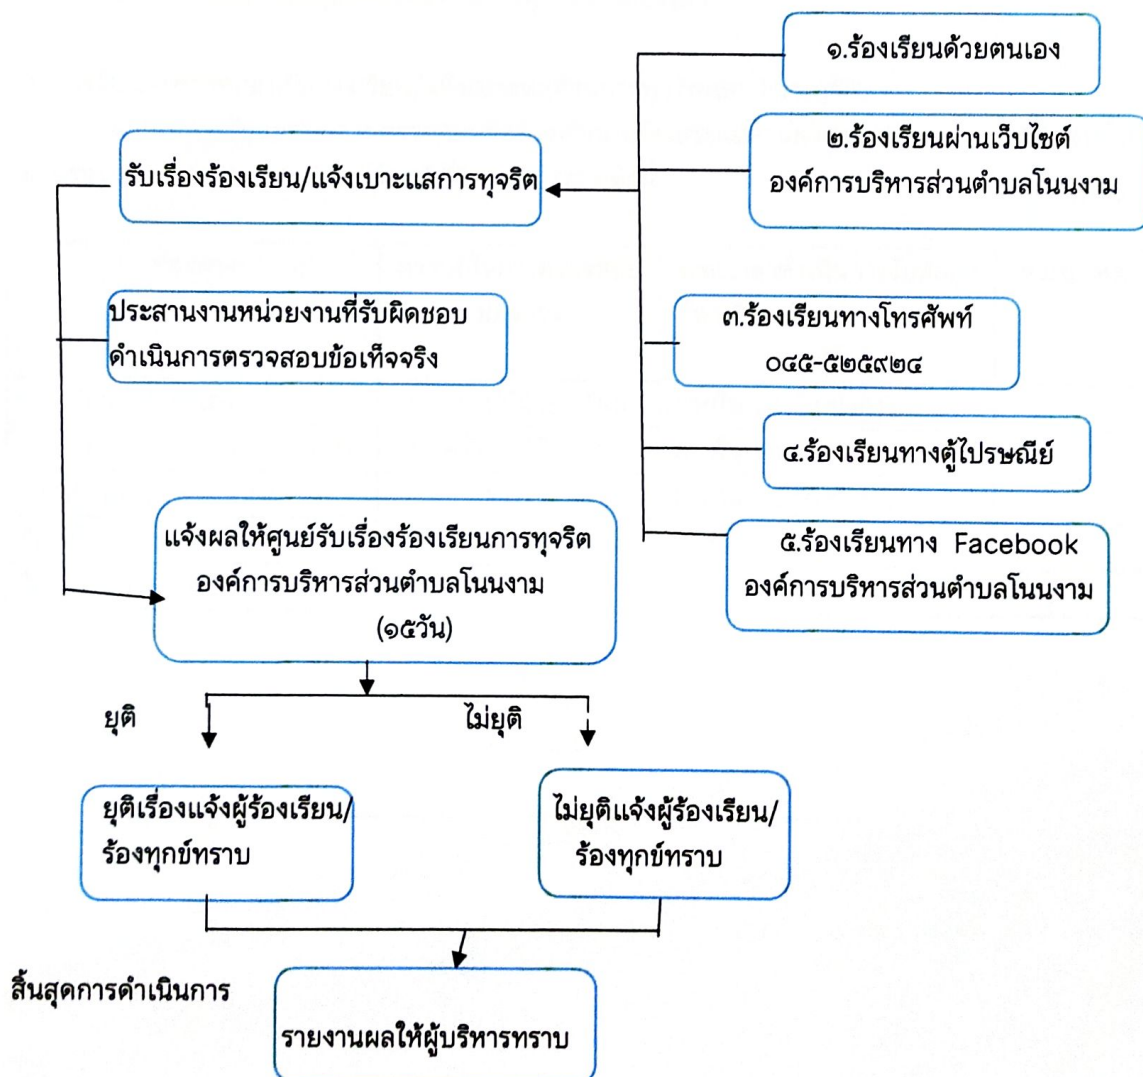 ๑.ร้องเรียนด้วยตนเอง
๒.ร้องเรียนผ่านเว็บไซต์
องค์การบริหารส่วนตำบลโนนงาม
รับเรื่องร้องเรียน/แจ้งเบาะแสการทุจริต
ประสานงานหน่วยงานที่รับผิดชอบ
ดำเนินการตรวจสอบข้อเท็จจริง
๓.ร้องเรียนทางโทรศัพท์
๐๔๕-๕๒๕๙๒๔
๔.ร้องเรียนทางตู้ไปรษณีย์
๕.ร้องเรียนทาง Facebook
องค์การบริหารส่วนตำบลโนนงาม
แจ้งผลให้ศูนย์รับเรื่องร้องเรียนการทุจริต
องค์การบริหารส่วนตำบลโนนงาม
(๑๕วัน)
ยุติ
ไม่ยุติ
ยุติเรื่องแจ้งผู้ร้องเรียน/
ร้องทุกข์ทราบ
ไม่ยุติแจ้งผู้ร้องเรียน/
ร้องทุกข์ทราบ
สิ้นสุดการดำเนินการ
รายงานผลให้ผู้บริหารทราบ